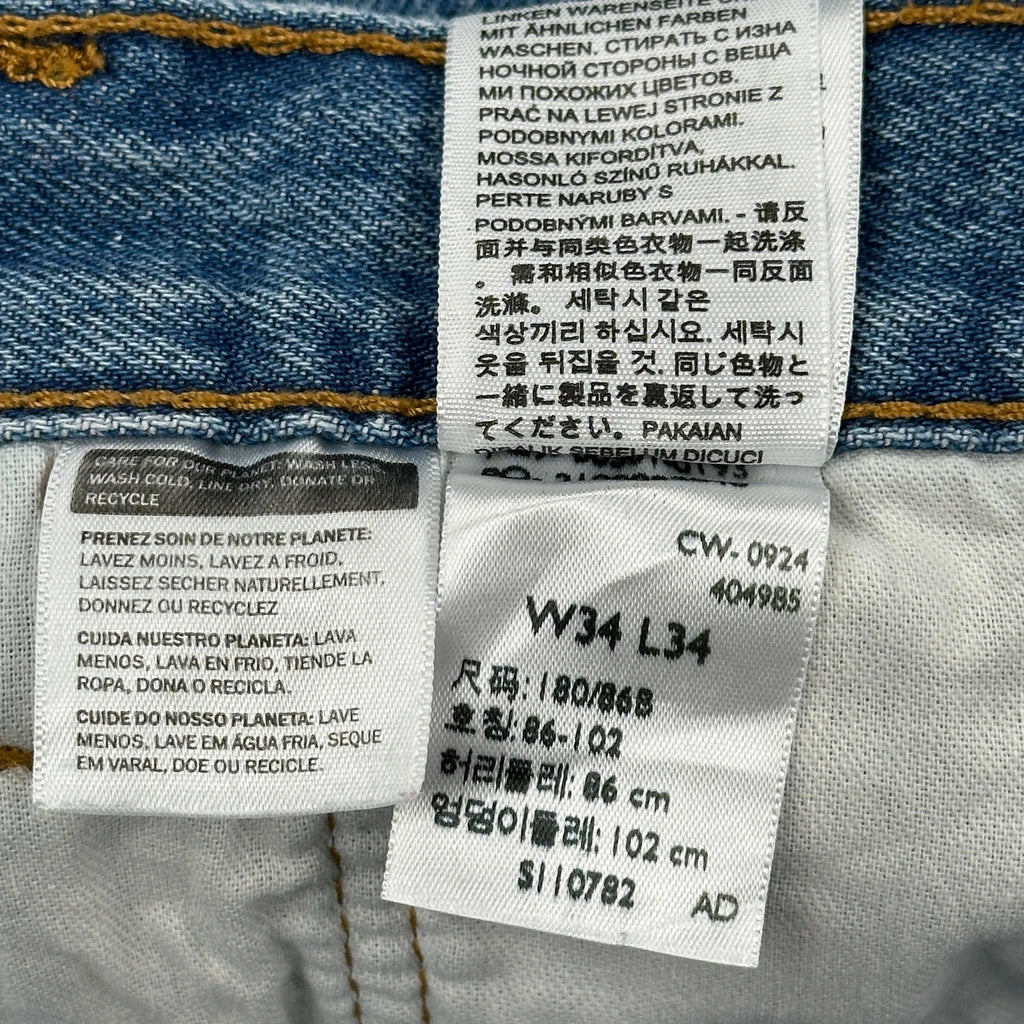 LINKEN WARENSEITE
MIT ÄHNLICHEN FARBEN
WASCHEN. СТИРАТЬ С ИЗНА
НОЧНОЙ СТОРОНЫ С ВЕЩА
МИ ПОХОЖИХ ЦВЕТОВ.
PRAĆ NA LEWEJ STRONIE Z
PODOBNYMI KOLORAMI.
MOSSA KIFORDÍTVA,
HASONLÓ SZÍNŰ RUHÁKKAL.
PERTE NARUBY S
PODOBNÝMI BARVAMI. - 请反
面并与同类色衣物一起洗涤
。需和相似色衣物一同反面
洗滌。 세탁시 같은
색상끼리 하십시요. 세탁시
옷을 뒤집을 것. 同じ色物と
一緒に製品を裏返して洗っ
てください。 PAKAIAN
DIBALIK SEBELUM DICUCI
CARE FOR OUR PLANET: WASH LESS,
WASH COLD, LINE DRY, DONATE OR
RECYCLE
PRENEZ SOIN DE NOTRE PLANETE:
LAVEZ MOINS, LAVEZ A FROID,
LAISSEZ SECHER NATURELLEMENT,
DONNEZ OU RECYCLEZ
CUIDA NUESTRO PLANETA: LAVA
MENOS, LAVA EN FRIO, TIENDE LA
ROPA, DONA O RECICLA.
CUIDE DO NOSSO PLANETA: LAVE
MENOS, LAVE EM ÁGUA FRIA, SEQUE
EM VARAL, DOE OU RECICLE.
CW- 0924
404985
W34 L34
尺码: 180/86B
호칭: 86-102
허리둘레: 86 cm
엉덩이둘레: 102 cm
S110782 AD